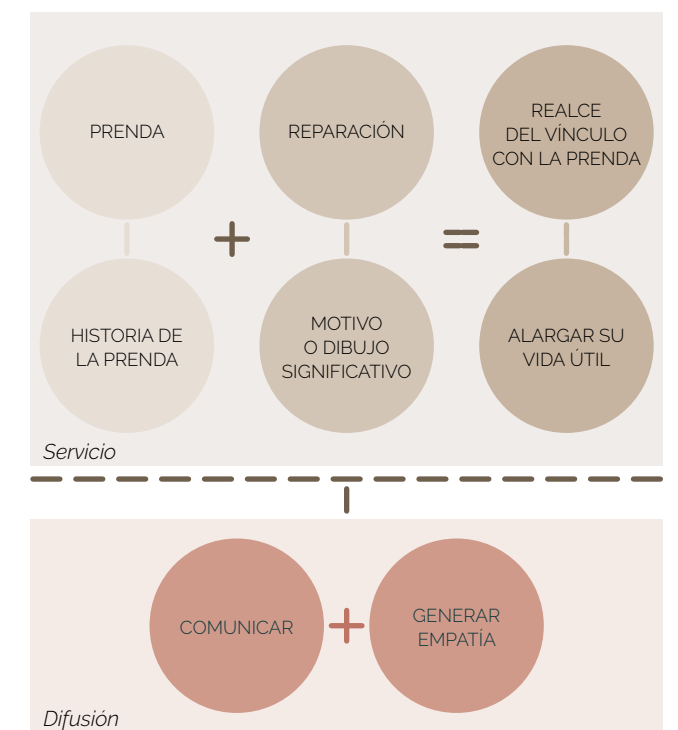 PRENDA
REPARACIÓN
REALCE
DEL VÍNCULO
CON LA PRENDA
+
=
HISTORIA DE
LA PRENDA
MOTIVO
O DIBUJO
SIGNIFICATIVO
ALARGAR SU
VIDA ÚTIL
Servicio
COMUNICAR
+
GENERAR
EMPATÍA
Difusión